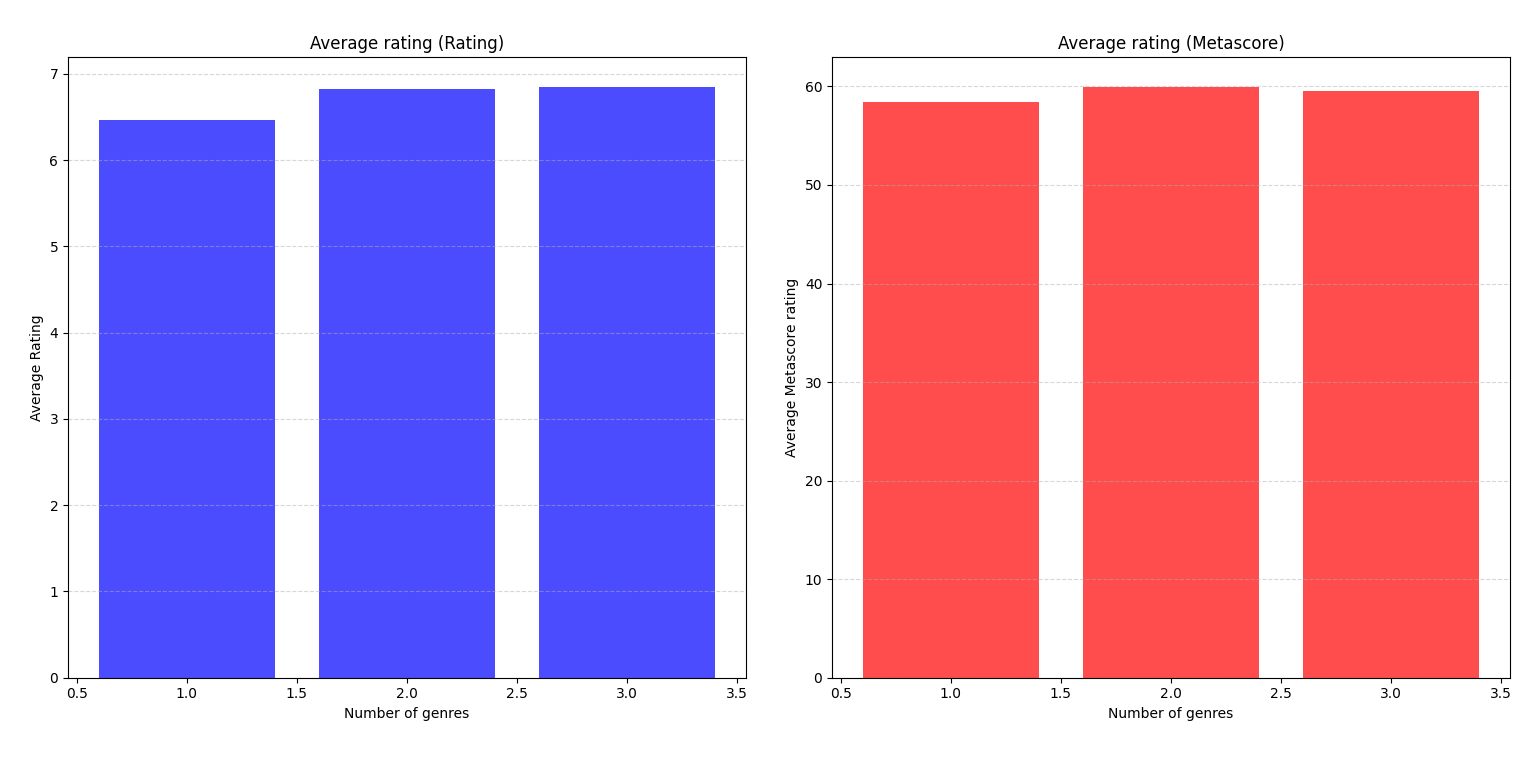 Average rating (Rating)
7
6
5
4
3
2
1
0
Average Rating
0.5 1.0 1.5 2.0 2.5 3.0 3.5
Number of genres
Average rating (Metascore)
60
50
40
30
20
10
0
Average Metascore rating
0.5 1.0 1.5 2.0 2.5 3.0 3.5
Number of genres